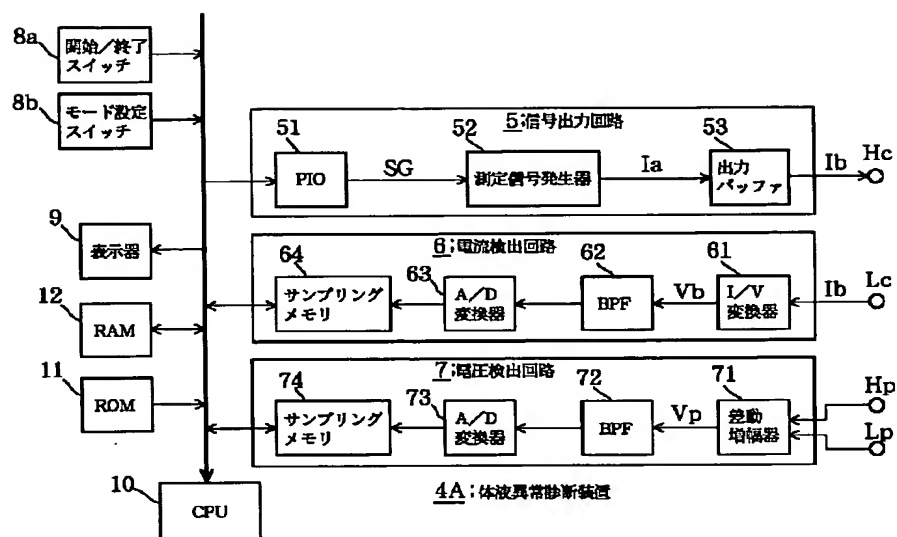 8a
開始／終了
スイッチ
8b
モード設定
スイッチ
5;信号出力回路
51
PIO
SG
52
測定信号発生器
Ia
53
出力
バッファ
Ib
Hc
9
表示器
6;電流検出回路
64
サンプリング
メモリ
63
A／D
変換器
62
BPF
Vb
61
I／V
変換器
Ib
Lc
12
RAM
11
ROM
7;電圧検出回路
74
サンプリング
メモリ
73
A／D
変換器
72
BPF
Vp
71
差動
増幅器
Hp
Lp
10
CPU
4A;体液異常診断装置